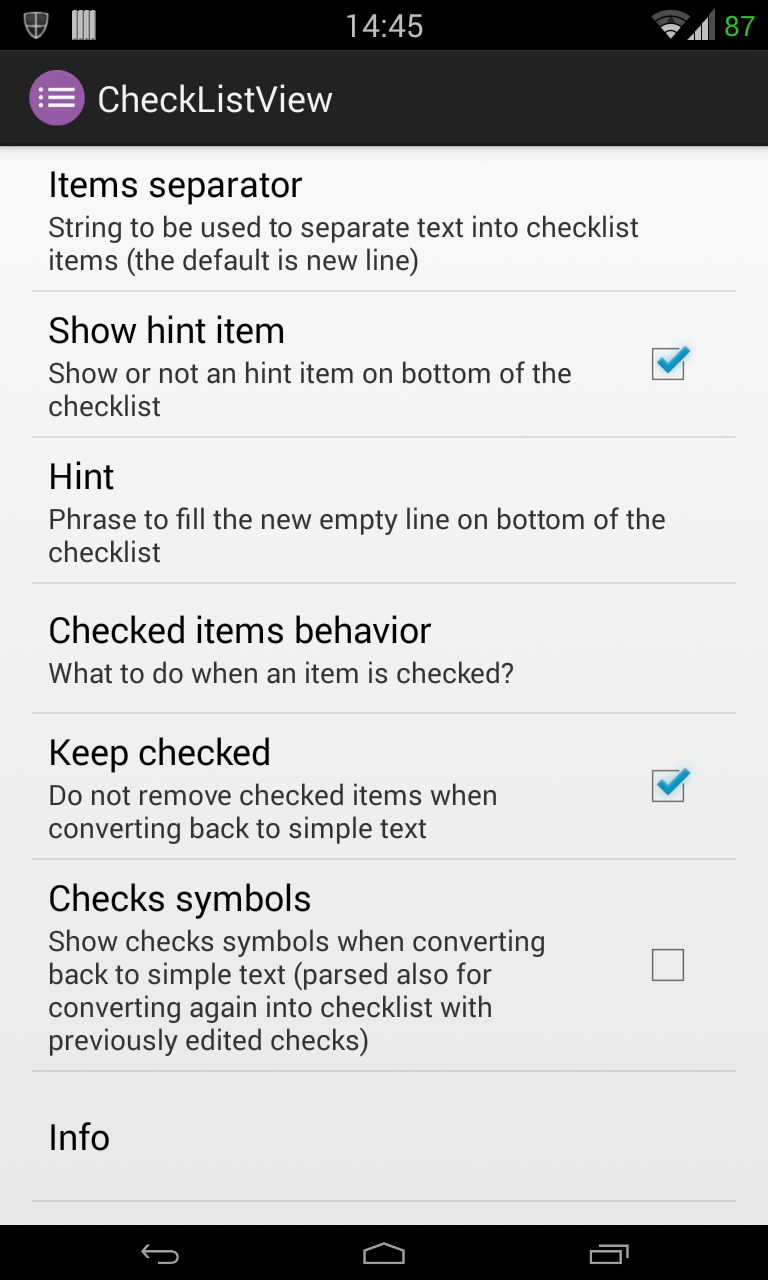 14:45
87
CheckListView
Items separator
String to be used to separate text into checklist
items (the default is new line)
Show hint item
Show or not an hint item on bottom of the
checklist
Hint
Phrase to fill the new empty line on bottom of the
checklist
Checked items behavior
What to do when an item is checked?
Keep checked
Do not remove checked items when
converting back to simple text
Checks symbols
Show checks symbols when converting
back to simple text (parsed also for
converting again into checklist with
previously edited checks)
Info